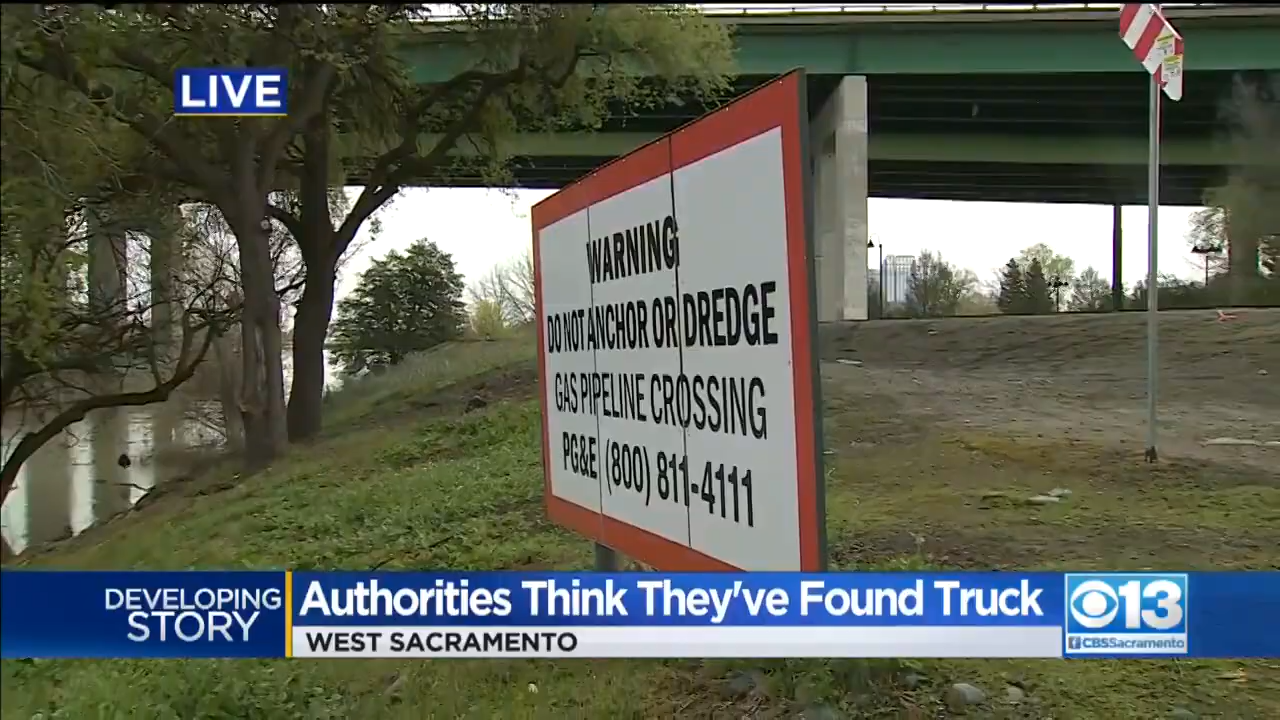 LIVE
WARNING
DO NOT ANCHOR OR DREDGE
GAS PIPELINE CROSSING
PG&E (800) 811-4111
DEVELOPING
STORY
Authorities Think They've Found Truck
WEST SACRAMENTO
13
CBSSacramento